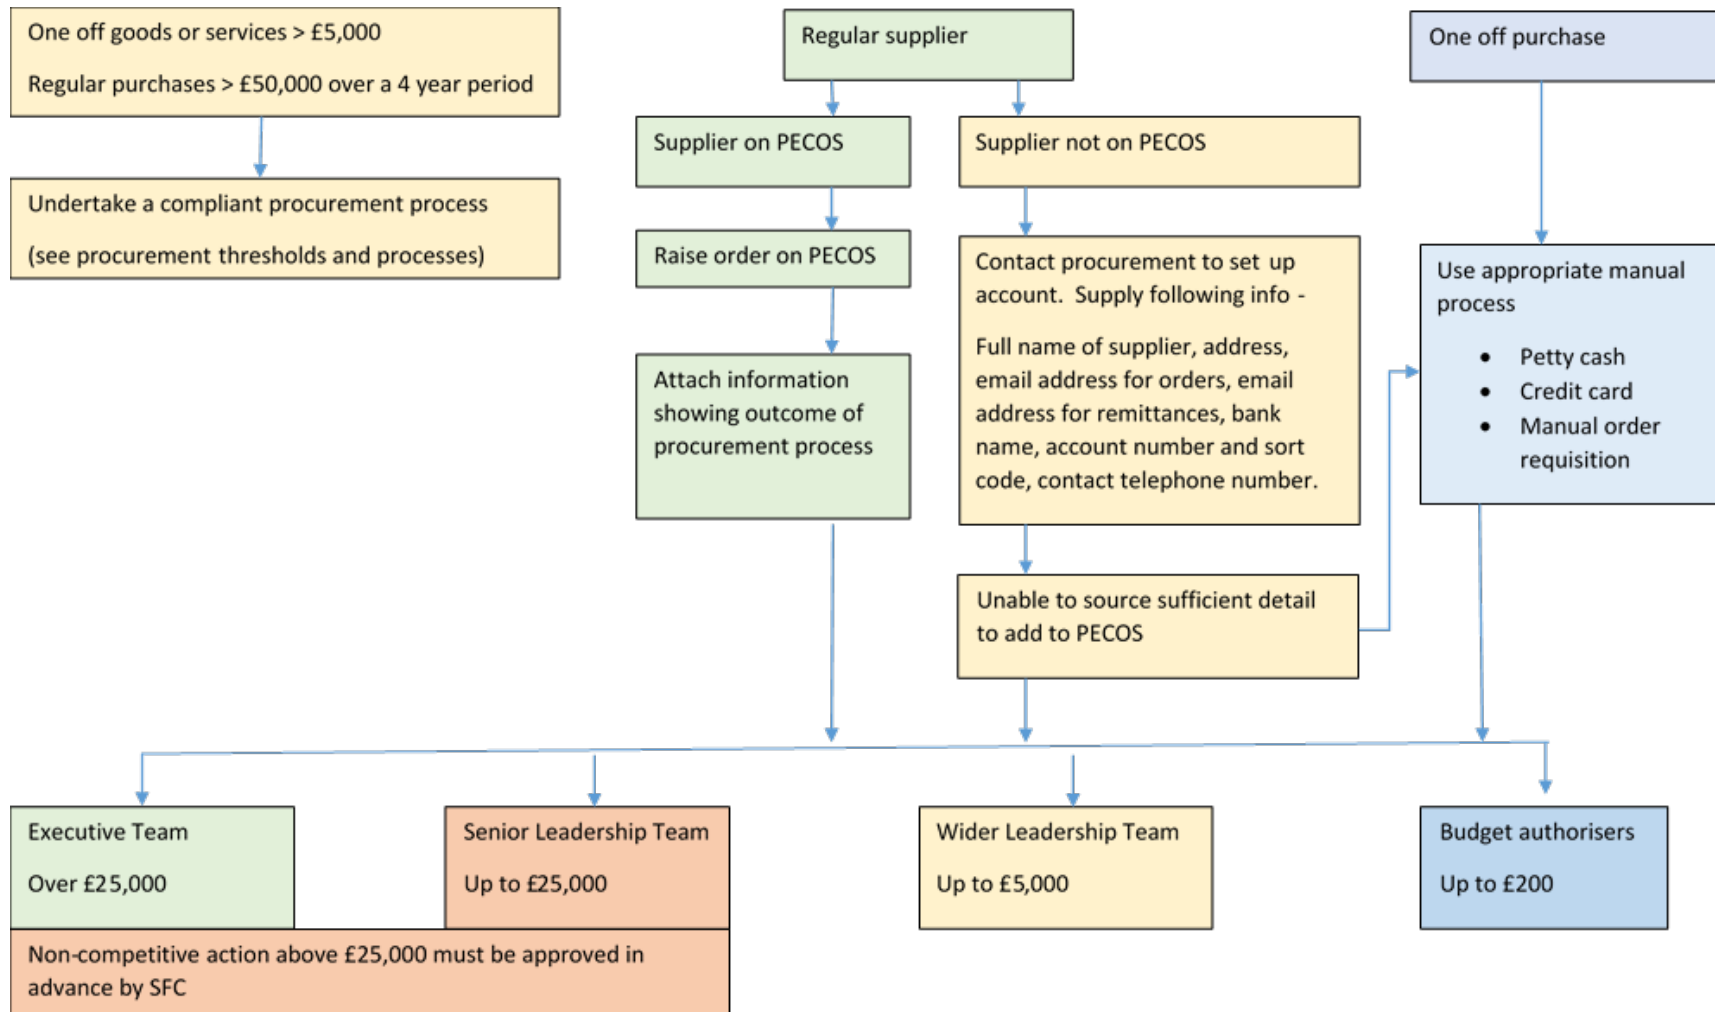 One off goods or services > £5,000
Regular purchases > £50,000 over a 4 year period
Undertake a compliant procurement process
(see procurement thresholds and processes)
Regular supplier
Supplier on PECOS
Raise order on PECOS
Attach information
showing outcome of
procurement process
Supplier not on PECOS
Contact procurement to set up
account. Supply following info -
Full name of supplier, address,
email address for orders, email
address for remittances, bank
name, account number and sort
code, contact telephone number.
Unable to source sufficient detail
to add to PECOS
One off purchase
Use appropriate manual
process
• Petty cash
• Credit card
• Manual order
requisition
Executive Team
Over £25,000
Senior Leadership Team
Up to £25,000
Non-competitive action above £25,000 must be approved in
advance by SFC
Wider Leadership Team
Up to £5,000
Budget authorisers
Up to £200